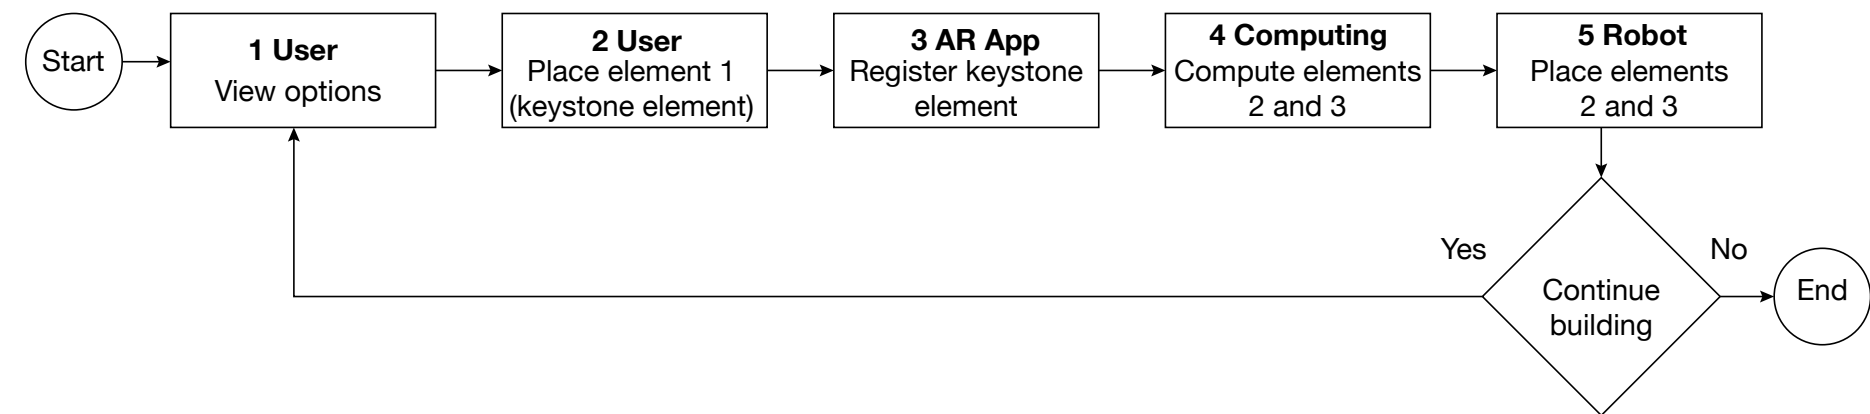 Start
1 User
View options
2 User
Place element 1
(keystone element)
3 AR App
Register keystone
element
4 Computing
Compute elements
2 and 3
5 Robot
Place elements
2 and 3
Yes
No
Continue
building
End